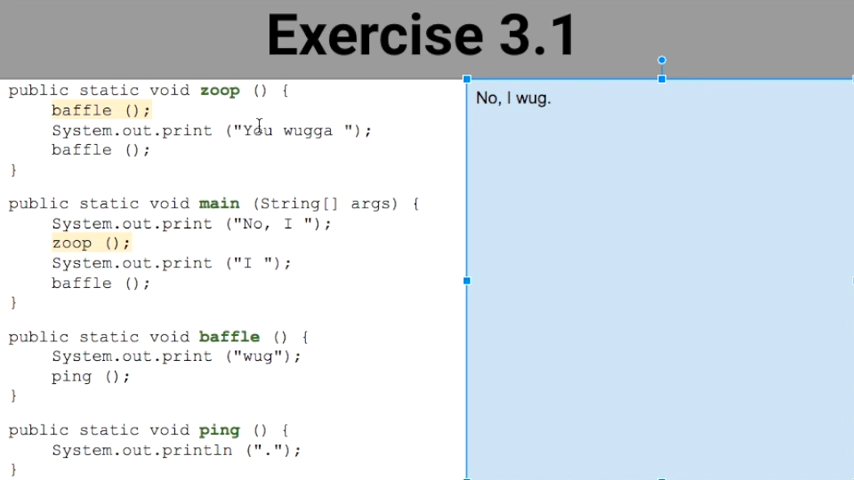 Exercise 3.1
public static void zoop () {
baffle ();
System.out.print ("You wugga ");
baffle ();
}
public static void main (String[] args) {
System.out.print ("No, I ");
zoop ();
System.out.print ("I ");
baffle ();
}
public static void baffle () {
System.out.print ("wug");
ping ();
}
public static void ping () {
System.out.println (".");
}
No, I wug.